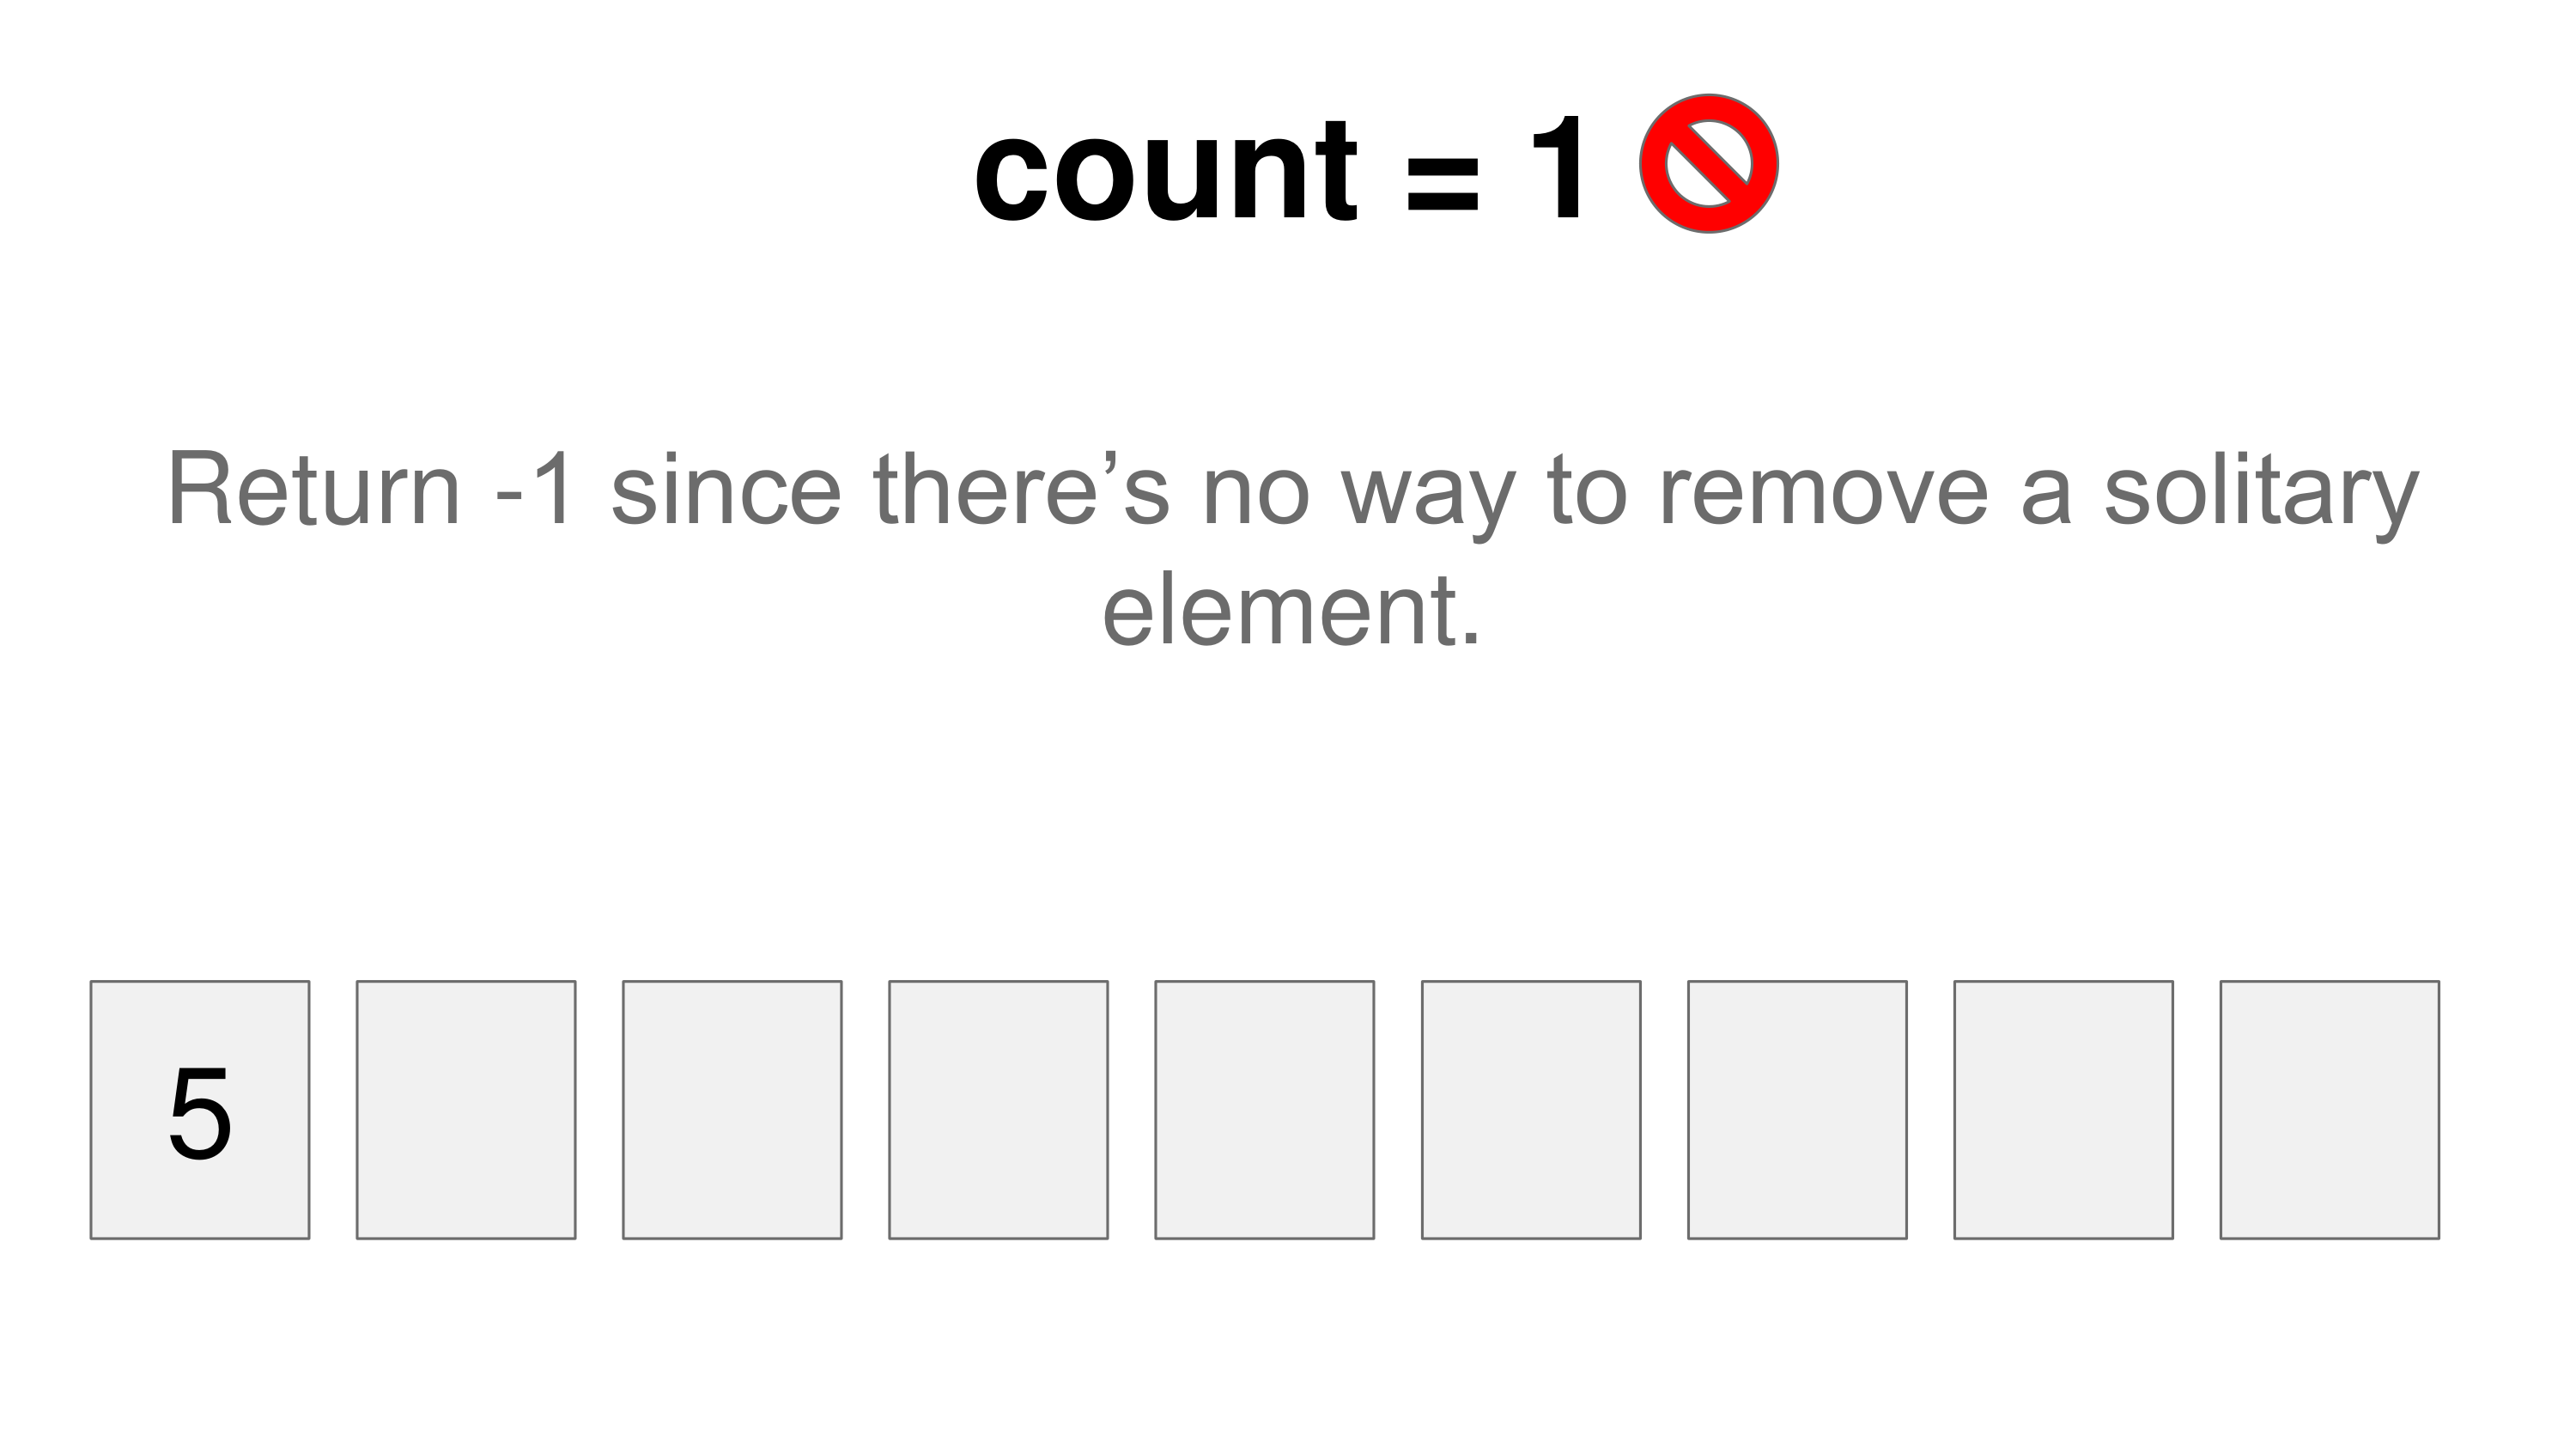 count = 1
Return -1 since there’s no way to remove a solitary
element.
5